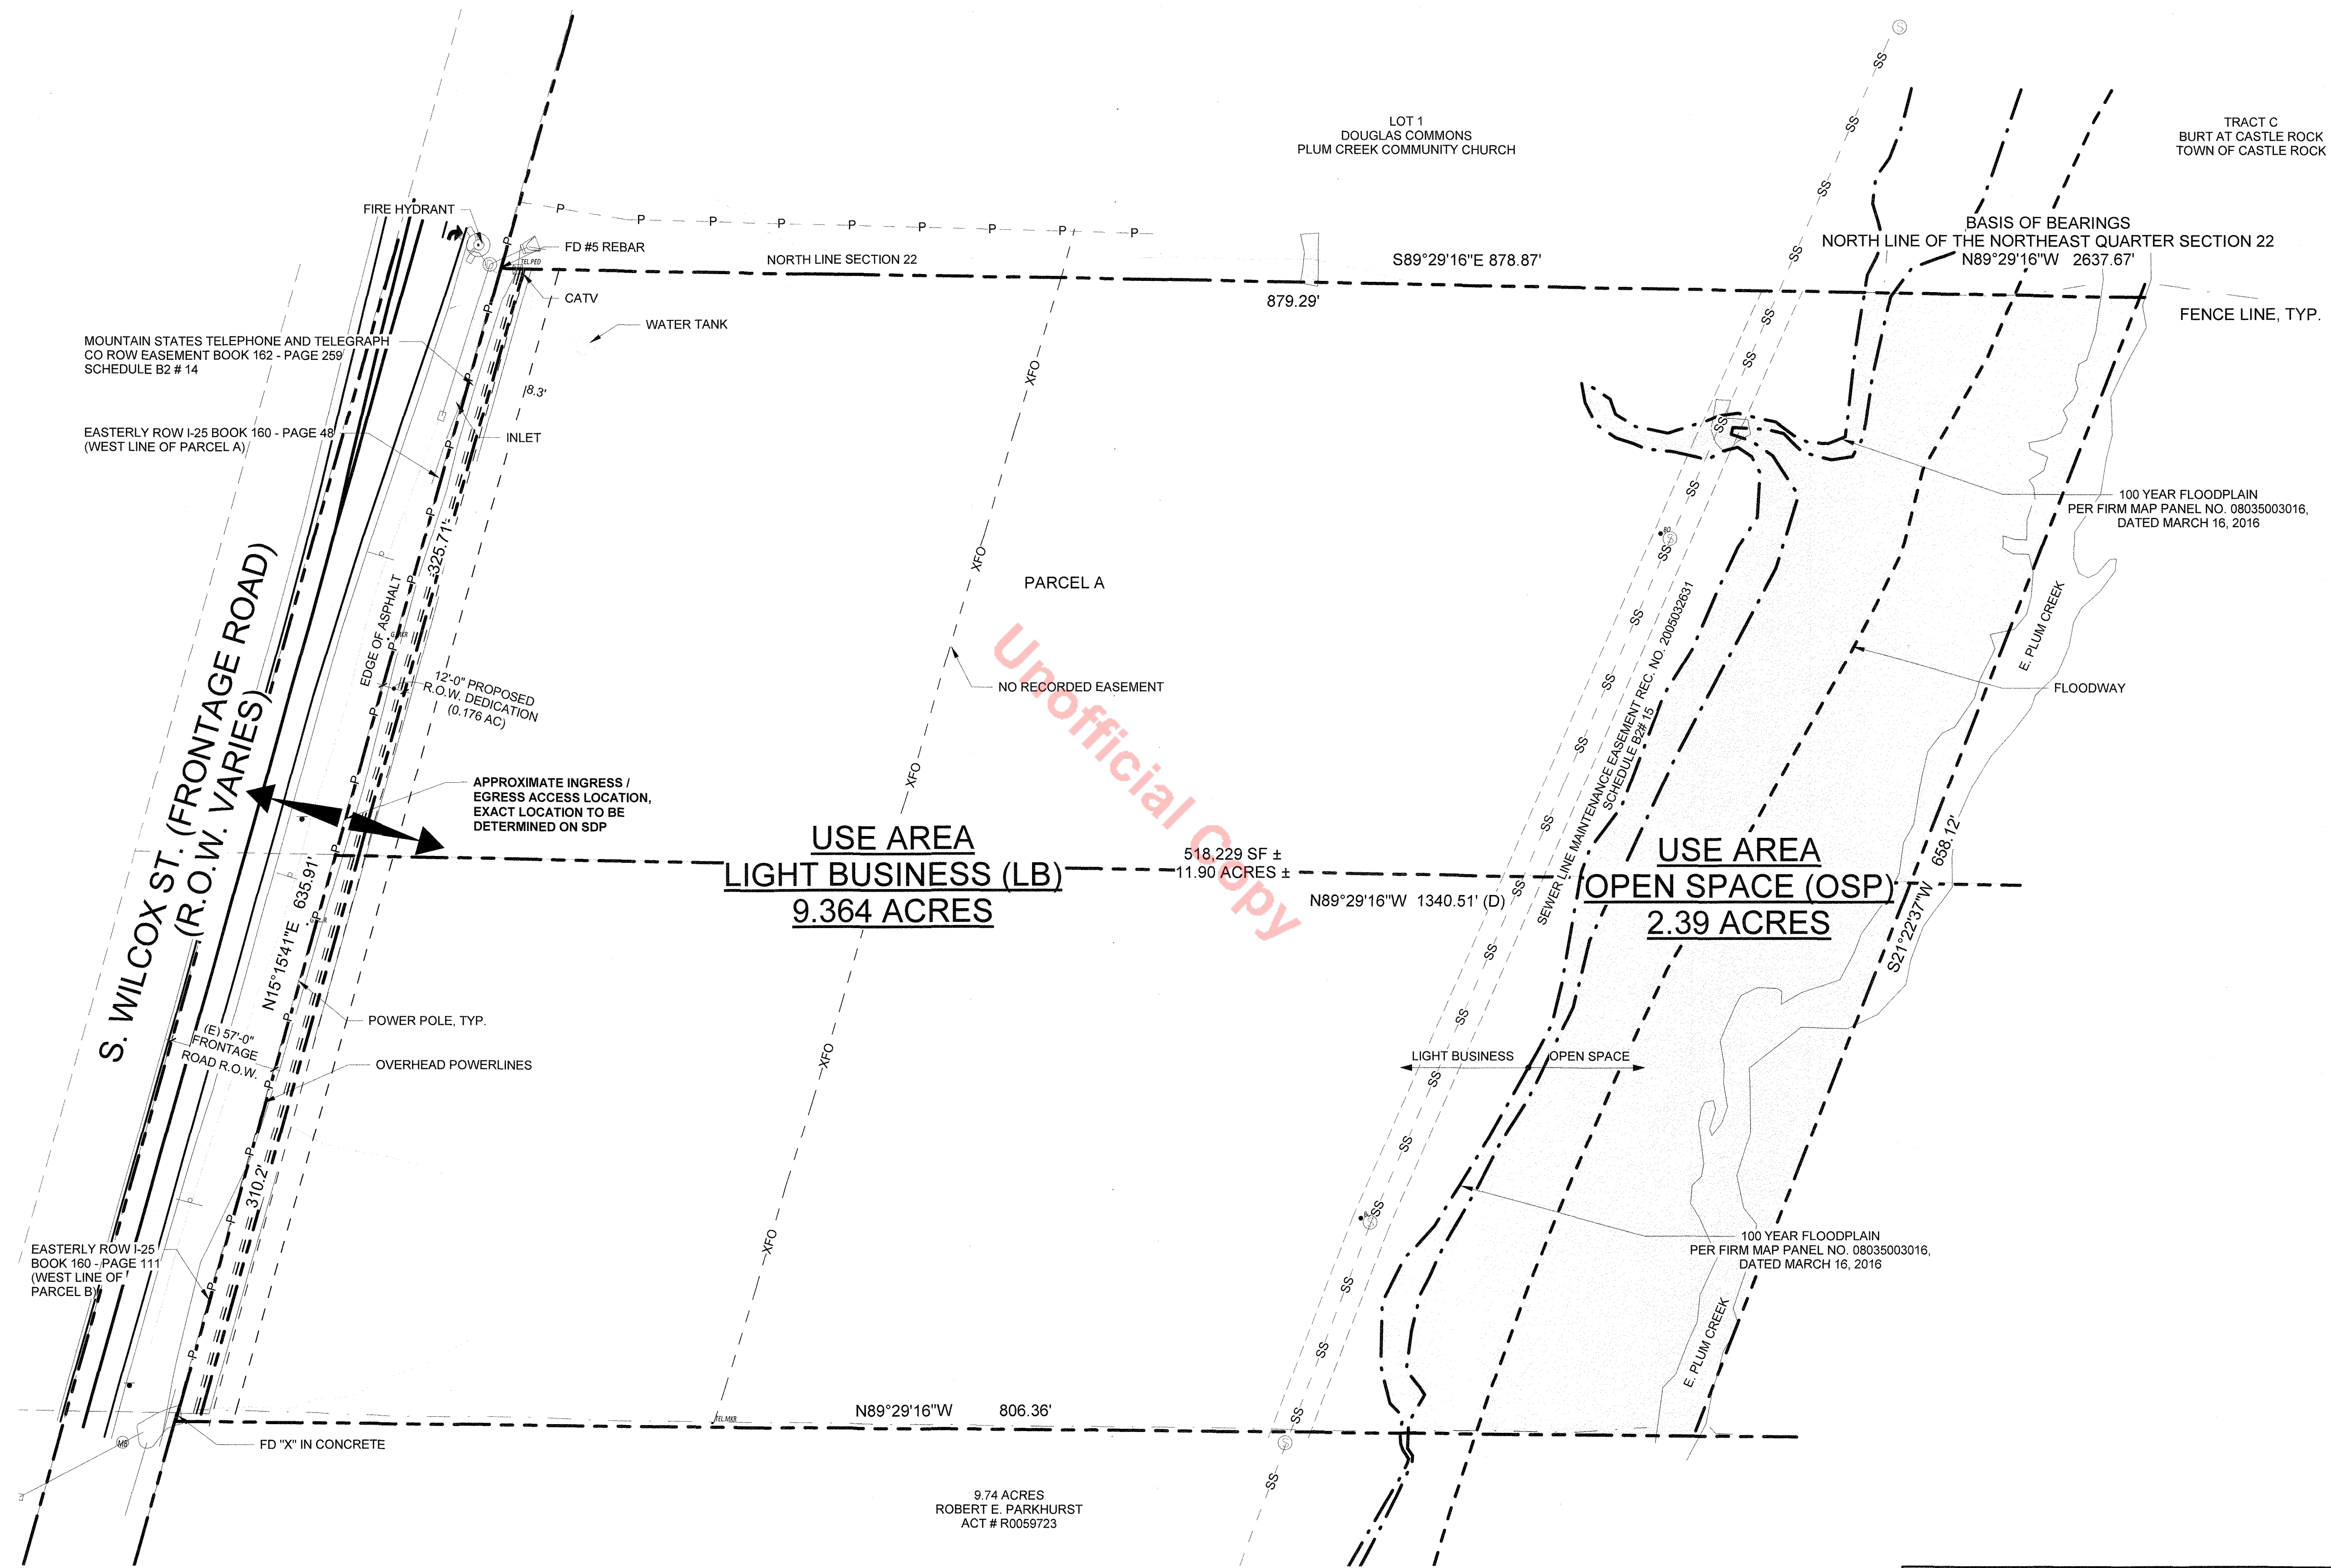 LOT 1
DOUGLAS COMMONS
PLUM CREEK COMMUNITY CHURCH
TRACT C
BURT AT CASTLE ROCK
TOWN OF CASTLE ROCK
FIRE HYDRANT
FD #5 REBAR
TEL.PED
CATV
WATER TANK
NORTH LINE SECTION 22
S89°29'16"E 878.87'
879.29'
BASIS OF BEARINGS
NORTH LINE OF THE NORTHEAST QUARTER SECTION 22
N89°29'16"W 2637.67'
FENCE LINE, TYP.
MOUNTAIN STATES TELEPHONE AND TELEGRAPH
CO ROW EASEMENT BOOK 162 - PAGE 259
SCHEDULE B2 # 14
18.3'
EASTERLY ROW I-25 BOOK 160 - PAGE 48
(WEST LINE OF PARCEL A)
INLET
325.71'
100 YEAR FLOODPLAIN
PER FIRM MAP PANEL NO. 08035003016,
DATED MARCH 16, 2016
PARCEL A
EDGE OF ASPHALT
12'-0" PROPOSED
R.O.W. DEDICATION
(0.176 AC)
NO RECORDED EASEMENT
Unofficial Copy
E. PLUM CREEK
FLOODWAY
SEWER LINE MAINTENANCE EASEMENT REC. NO. 2005032631
SCHEDULE B2# 15
S. WILCOX ST. (FRONTAGE ROAD)
(R.O.W. VARIES)
APPROXIMATE INGRESS /
EGRESS ACCESS LOCATION,
EXACT LOCATION TO BE
DETERMINED ON SDP
USE AREA
LIGHT BUSINESS (LB)
9.364 ACRES
518,229 SF ±
11.90 ACRES ±
N89°29'16"W 1340.51' (D)
USE AREA
OPEN SPACE (OSP)
2.39 ACRES
S21°22'37"W 658.12'
N15°15'41"E 635.91'
POWER POLE, TYP.
(E) 57'-0"
FRONTAGE
ROAD R.O.W.
OVERHEAD POWERLINES
LIGHT BUSINESS
OPEN SPACE
310.2'
EASTERLY ROW I-25
BOOK 160 - PAGE 111
(WEST LINE OF
PARCEL B)
100 YEAR FLOODPLAIN
PER FIRM MAP PANEL NO. 08035003016,
DATED MARCH 16, 2016
E. PLUM CREEK
N89°29'16"W 806.36'
TEL.MKR
MB
FD "X" IN CONCRETE
9.74 ACRES
ROBERT E. PARKHURST
ACT # R0059723